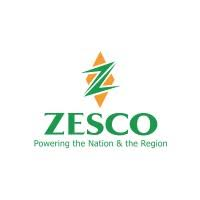 ZESCO
Powering the Nation & the Region